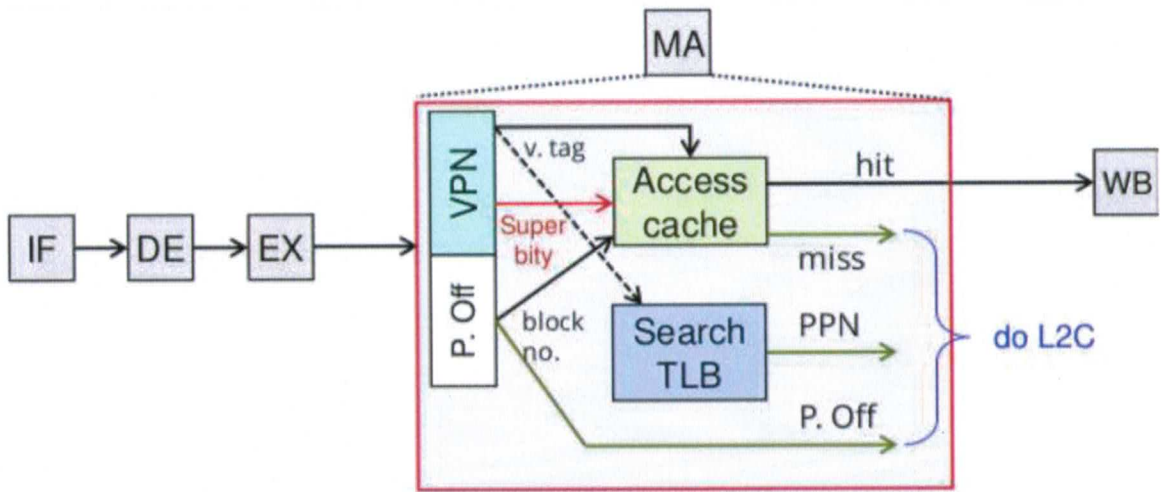 MA
IF
DE
EX
VPN
P. Off
v. tag
Super
bity
block
no.
Access
cache
Search
TLB
hit
miss
PPN
P. Off
do L2C
WB